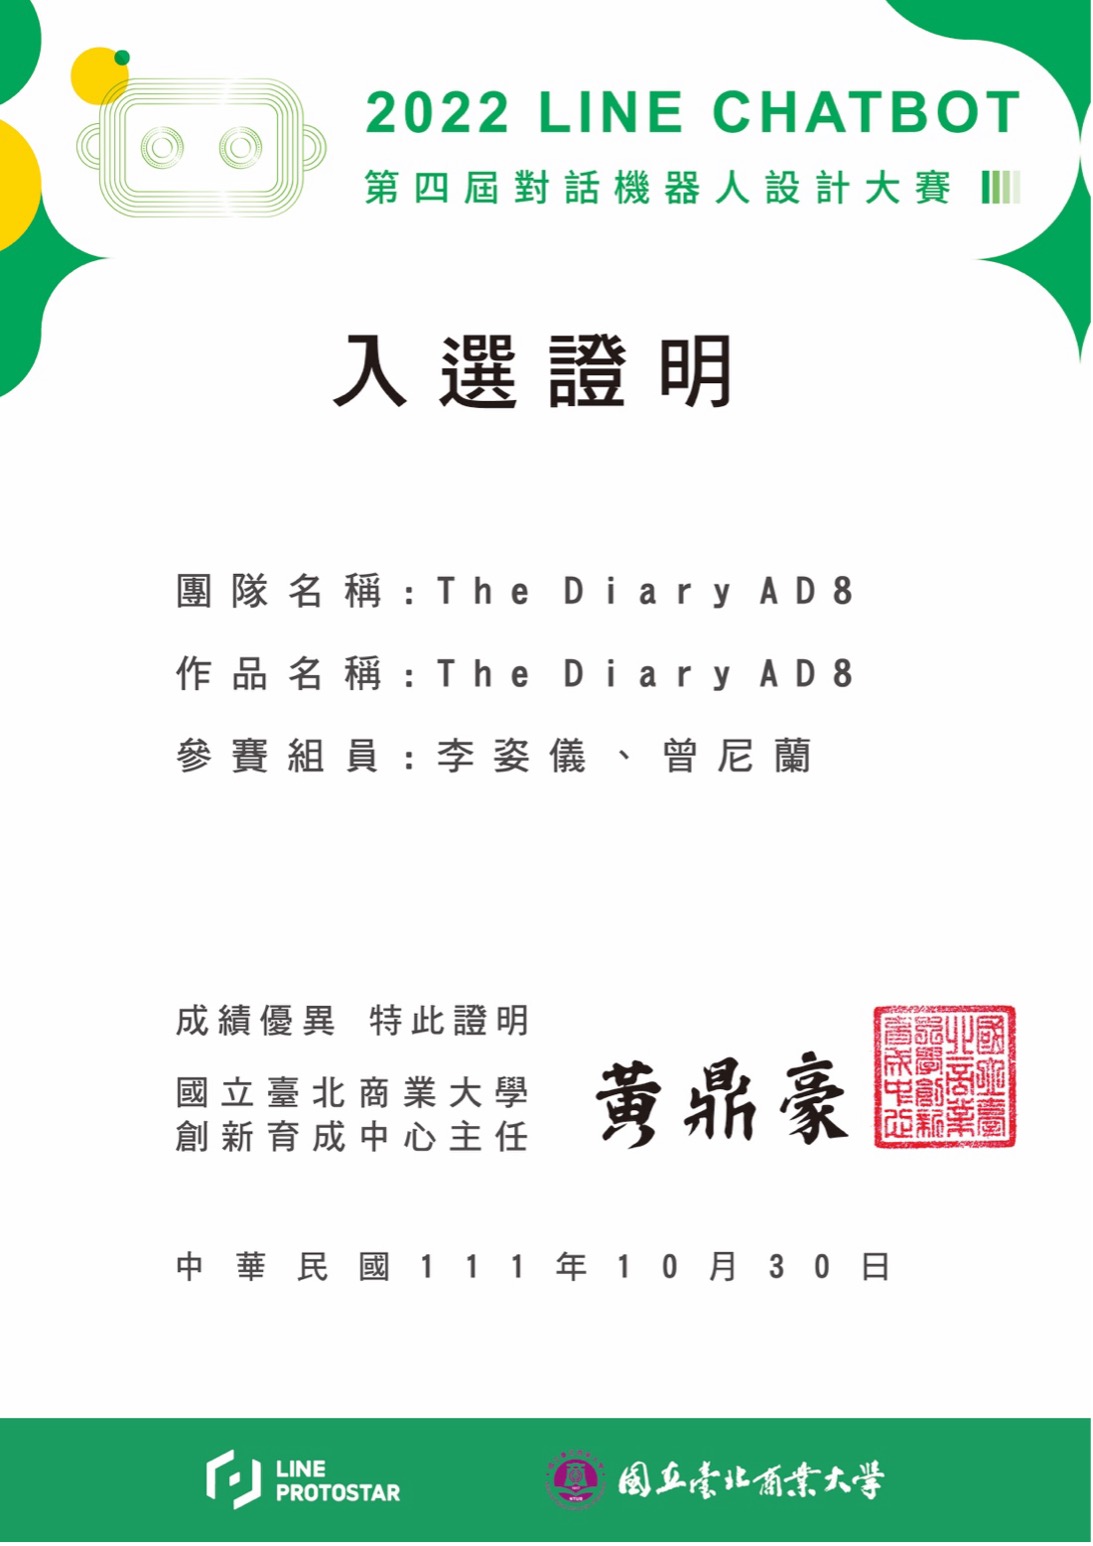 2022 LINE CHATBOT
第四屆對話機器人設計大賽
入選證明
團隊名稱:The Diary AD8
作品名稱:The Diary AD8
參賽組員:李姿儀、曾尼蘭
成績優異 特此證明
國立臺北商業大學
創新育成中心主任
黃鼎豪
國立臺北商業大學創新育成中心
中華民國111年10月30日
LINE PROTOSTAR
國立臺北商業大學